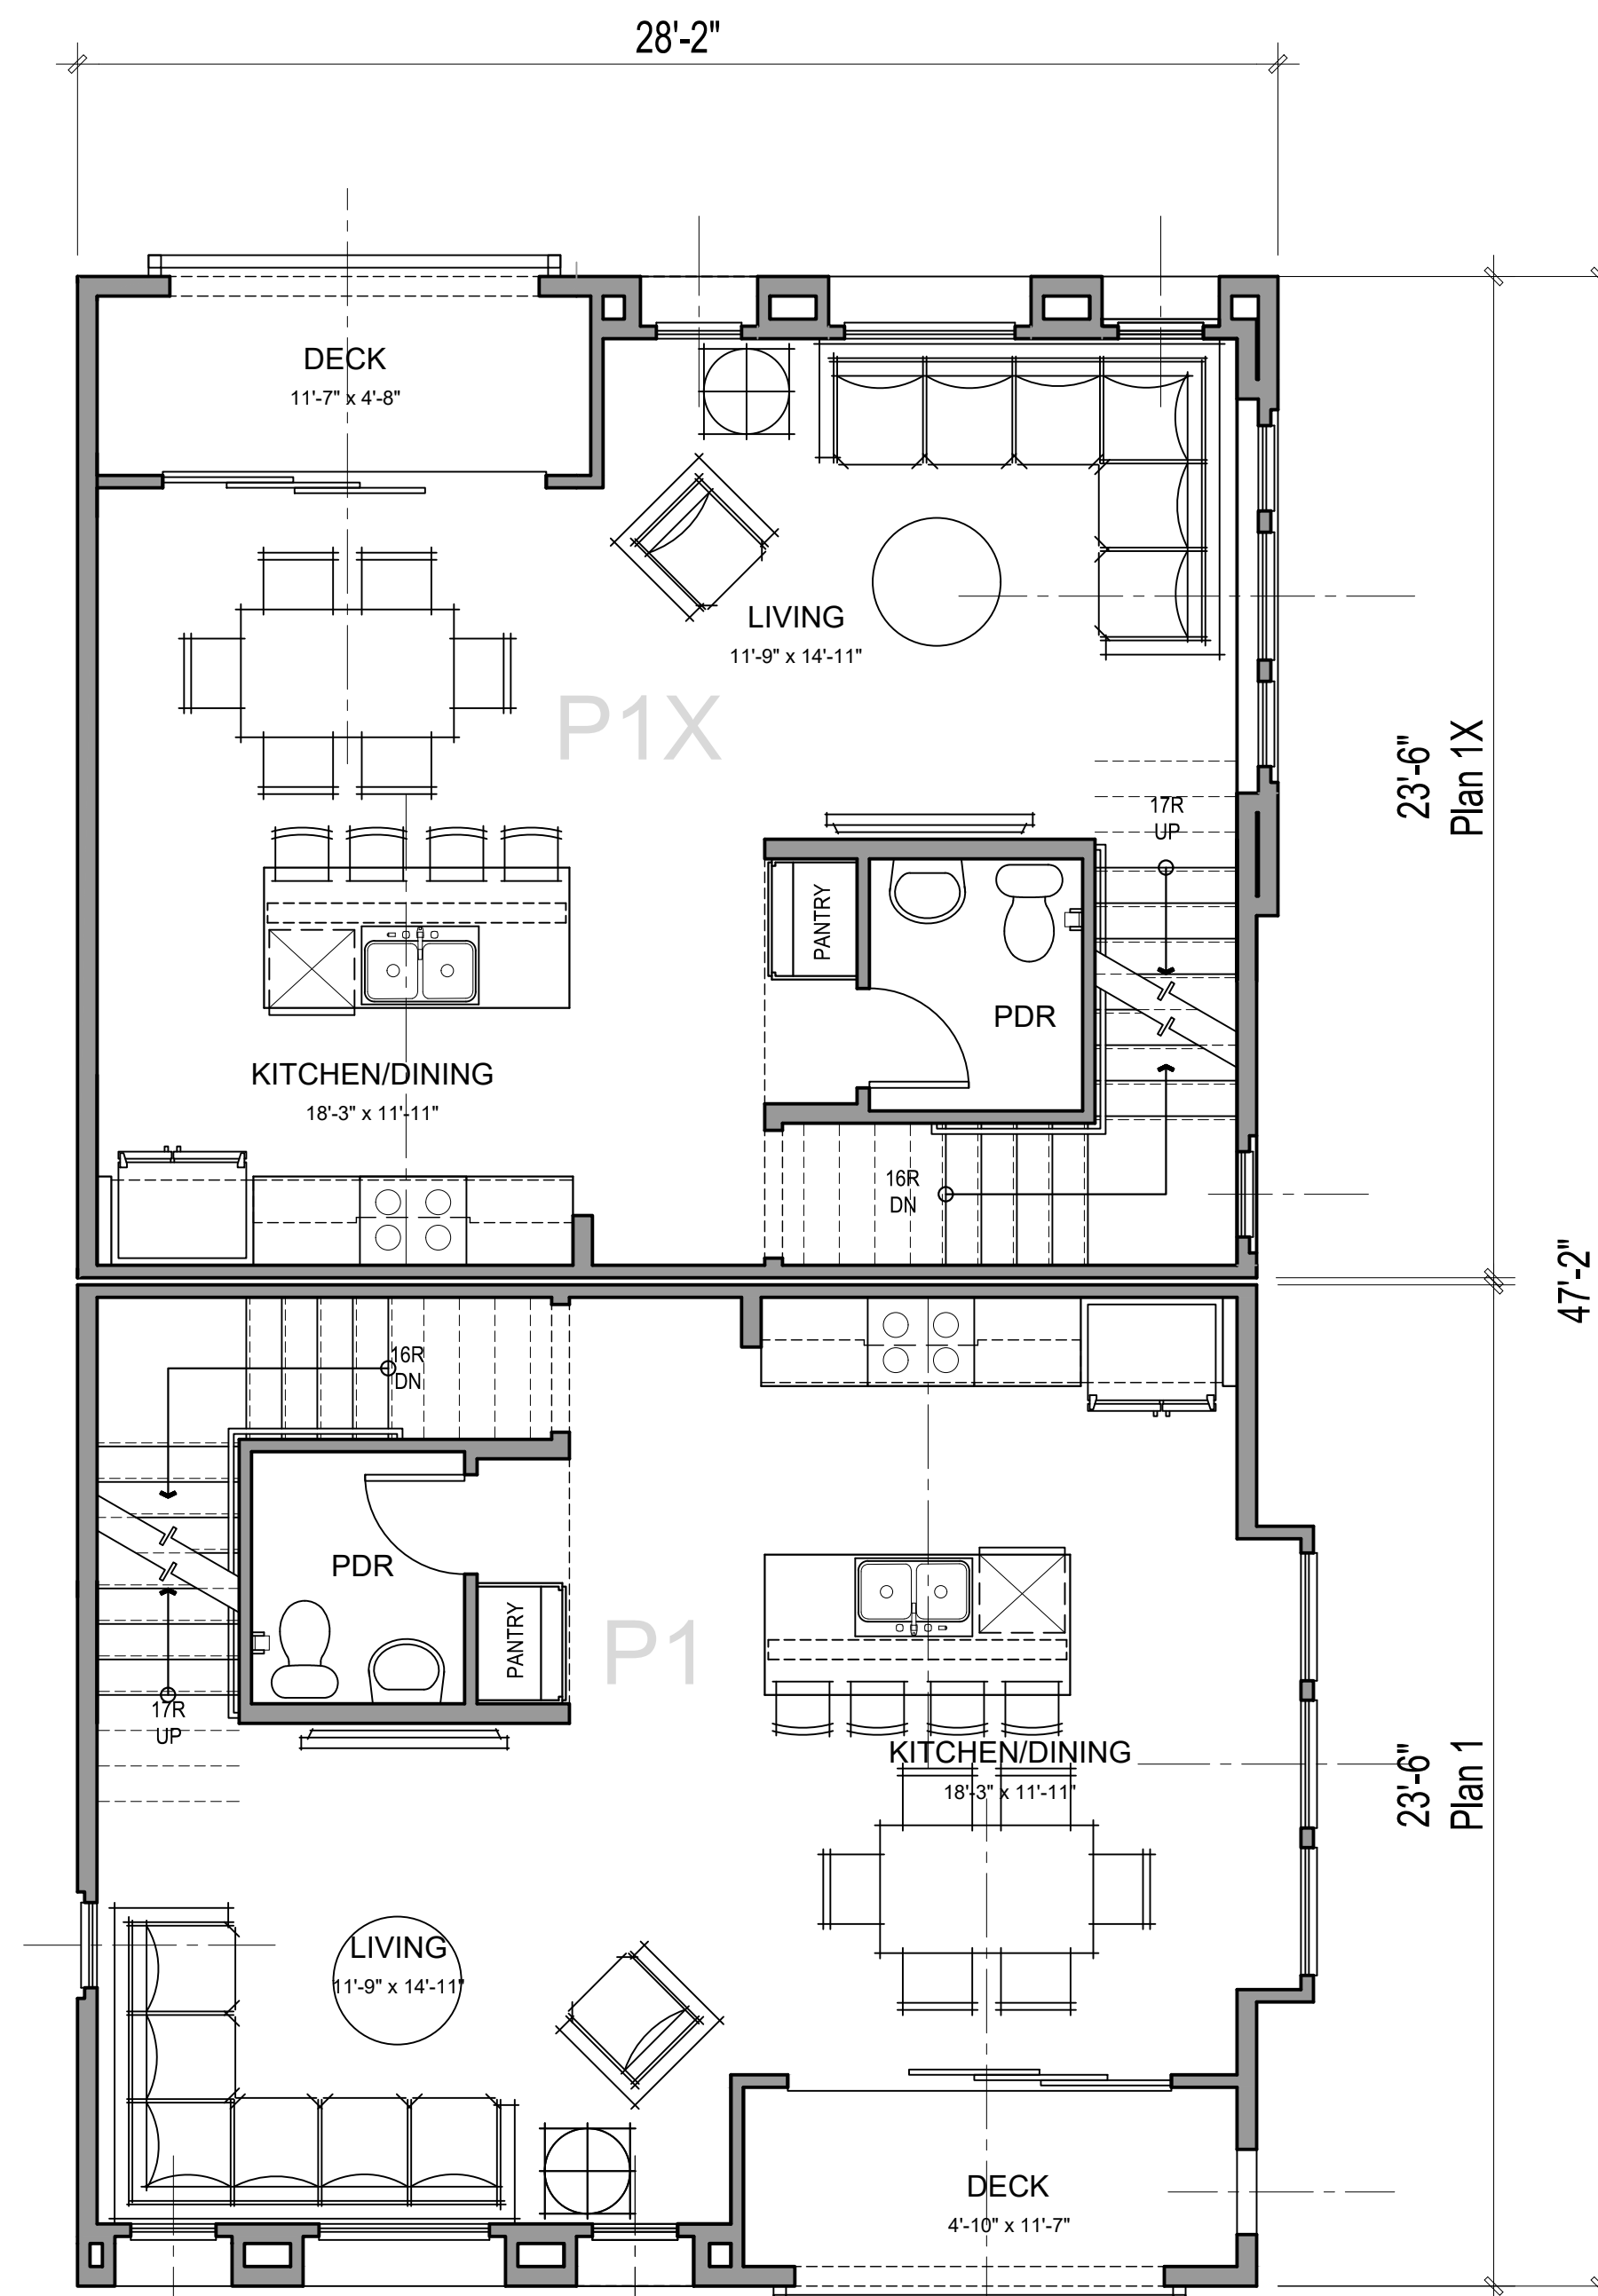 28'-2"
DECK
11'-7" x 4'-8"
LIVING
11'-9" x 14'-11"
P1X
23'-6"
Plan 1X
17R
UP
PANTRY
PDR
KITCHEN/DINING
18'-3" x 11'-11"
16R
DN
47'-2"
16R
DN
PDR
PANTRY
P1
17R
UP
KITCHEN/DINING
18'-3" x 11'-11"
23'-6"
Plan 1
LIVING
11'-9" x 14'-11"
DECK
4'-10" x 11'-7"